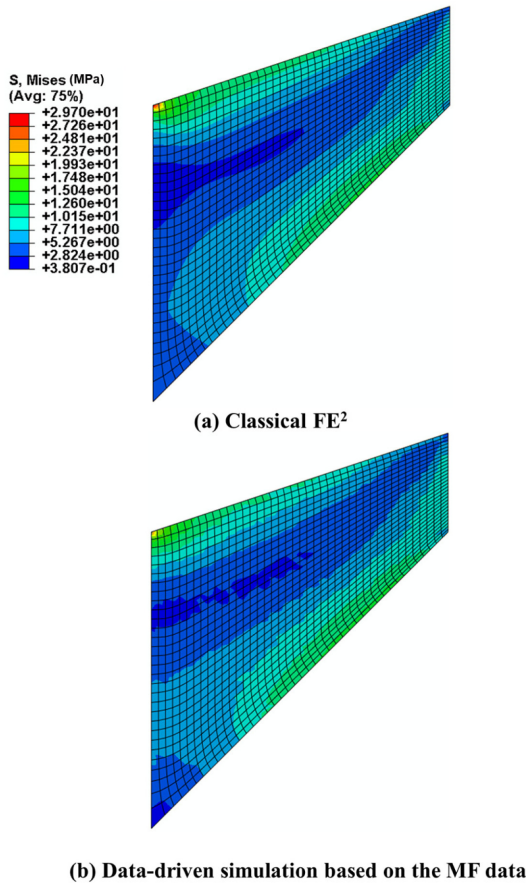 S, Mises (MPa)
(Avg: 75%)
+2.970e+01
+2.726e+01
+2.481e+01
+2.237e+01
+1.993e+01
+1.748e+01
+1.504e+01
+1.260e+01
+1.015e+01
+7.711e+00
+5.267e+00
+2.824e+00
+3.807e-01
(a) Classical FE²
(b) Data-driven simulation based on the MF data